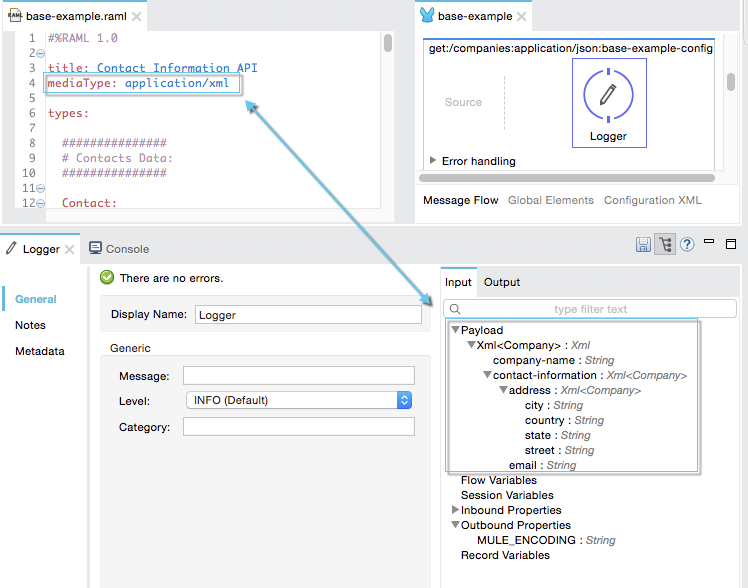 RAML base-example.raml
1 #%RAML 1.0
2
3 title: Contact Information API
4 mediaType: application/xml
5
6 types:
7
8 ###############
9 # Contacts Data:
10 ###############
11
12 Contact:
base-example
get:/companies:application/json:base-example-config
Source
Logger
Error handling
Message Flow Global Elements Configuration XML
Logger Console
General
Notes
Metadata
There are no errors.
Display Name: Logger
Generic
Message:
Level: INFO (Default)
Category:
Input Output
type filter text
Payload
Xml<Company> : Xml
company-name : String
contact-information : Xml<Company>
address : Xml<Company>
city : String
country : String
state : String
street : String
email : String
Flow Variables
Session Variables
Inbound Properties
Outbound Properties
MULE_ENCODING : String
Record Variables